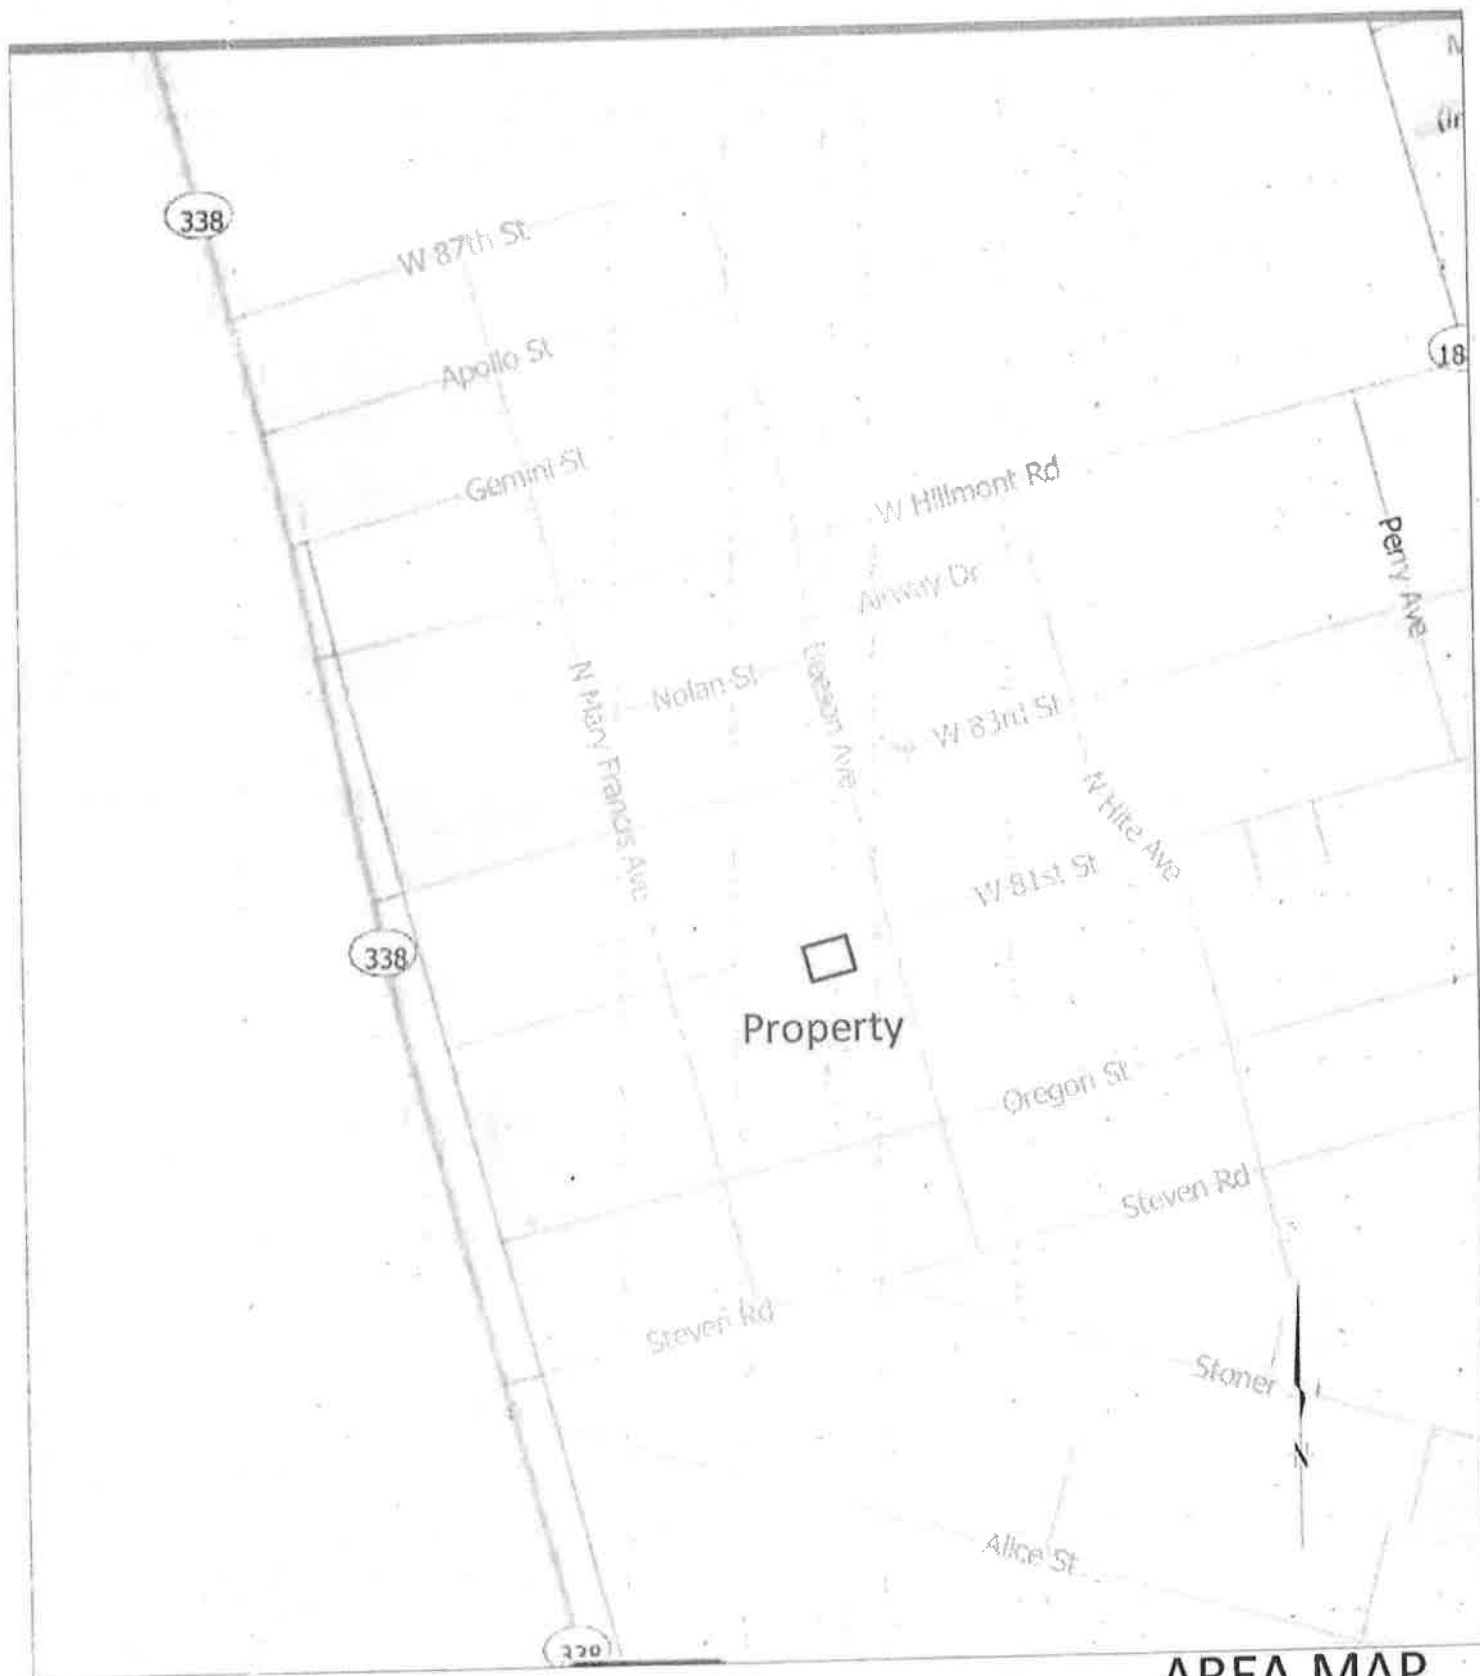 338
W 87th St
Apollo St
Gemini St
18
W Hillmont Rd
Airway Dr
Perry Ave
Nolan St
Beeson Ave
W 83rd St
N Mary Francis Ave
N Hite Ave
W 81st St
338
Property
Oregon St
Steven Rd
Steven Rd
Stoner
N
Alice St
338
AREA MAP